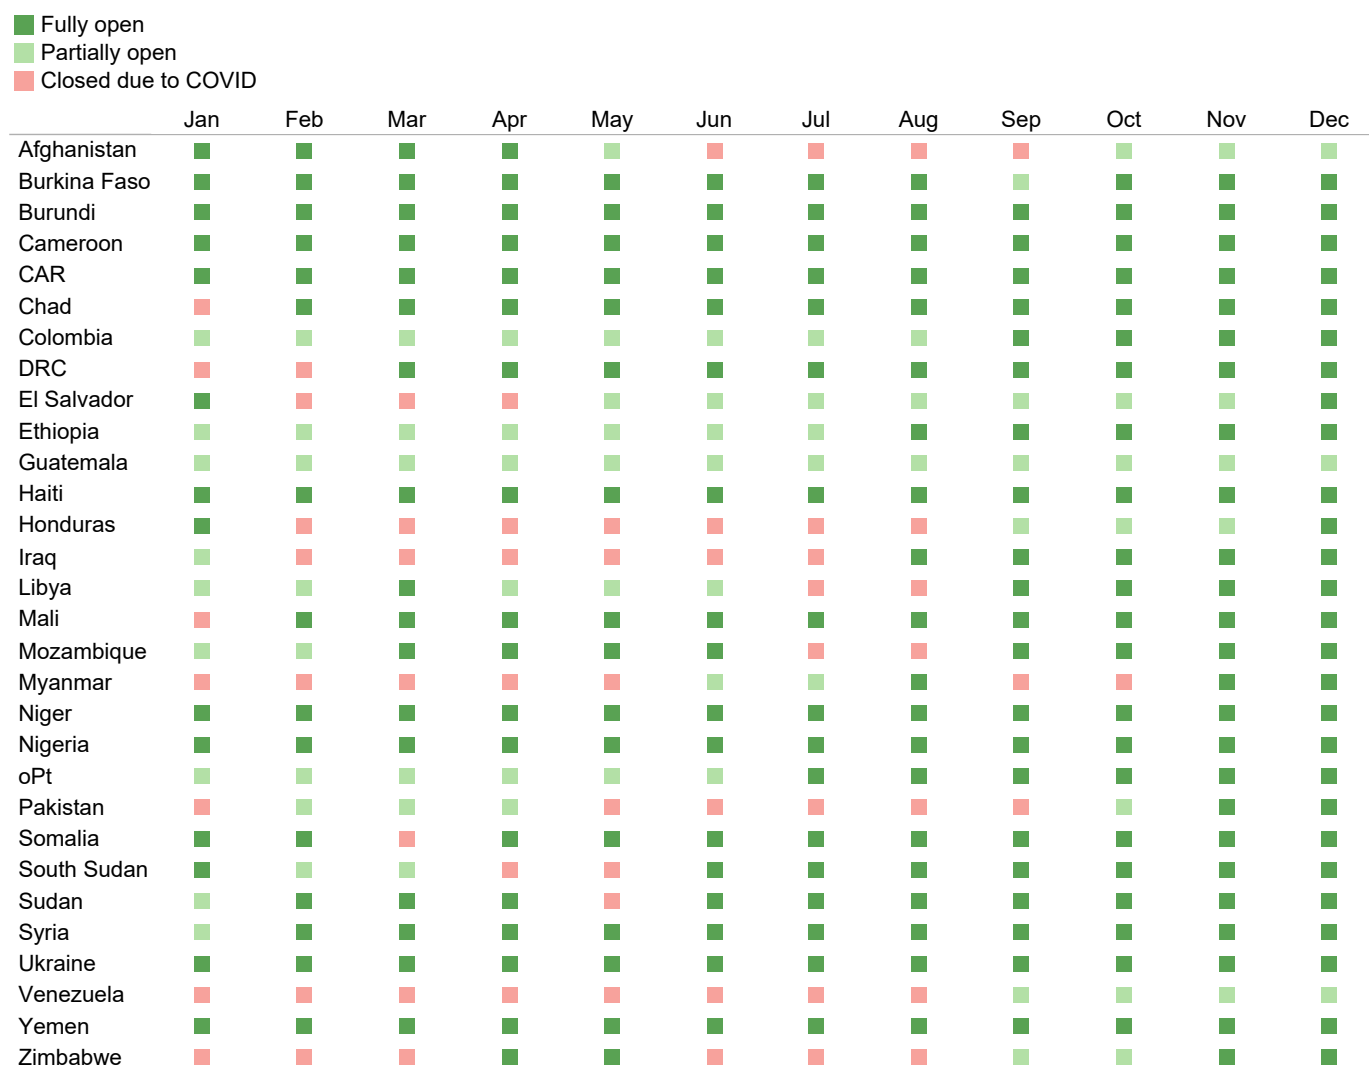 Fully open
Partially open
Closed due to COVID
Jan Feb Mar Apr May Jun Jul Aug Sep Oct Nov Dec
Afghanistan
Burkina Faso
Burundi
Cameroon
CAR
Chad
Colombia
DRC
El Salvador
Ethiopia
Guatemala
Haiti
Honduras
Iraq
Libya
Mali
Mozambique
Myanmar
Niger
Nigeria
oPt
Pakistan
Somalia
South Sudan
Sudan
Syria
Ukraine
Venezuela
Yemen
Zimbabwe